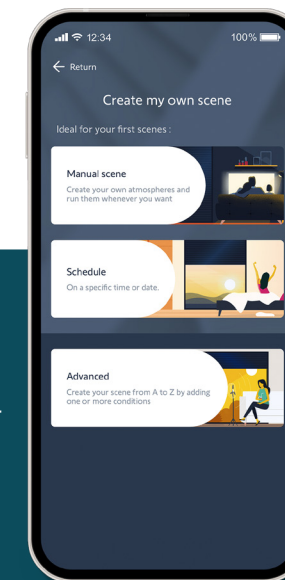 12:34
100%
Return
Create my own scene
Ideal for your first scenes :
Manual scene
Create your own atmospheres and
run them whenever you want
Schedule
On a specific time or date.
Advanced
Create your scene from A to Z by adding
one or more conditions